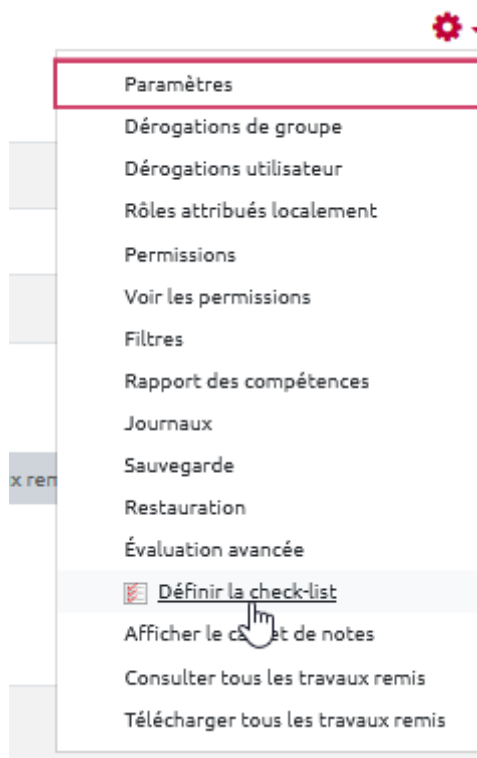 Paramètres
Dérogations de groupe
Dérogations utilisateur
Rôles attribués localement
Permissions
Voir les permissions
Filtres
Rapport des compétences
Journaux
Sauvegarde
x ren
Restauration
Évaluation avancée
Définir la check-list
Afficher le et de notes
Consulter tous les travaux remis
Télécharger tous les travaux remis